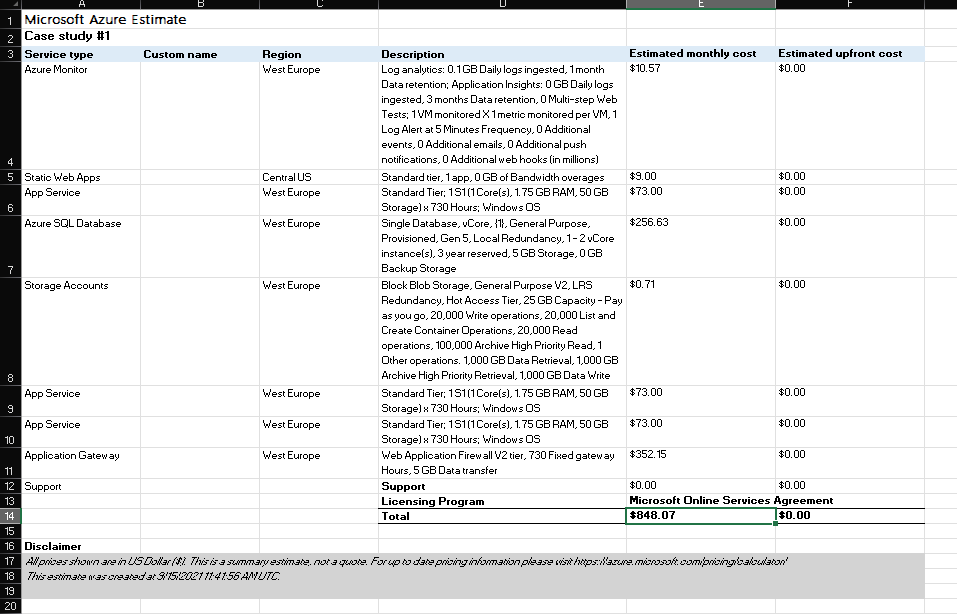 A B C D E F
1 Microsoft Azure Estimate
2 Case study #1
3 Service type Custom name Region Description Estimated monthly cost Estimated upfront cost
Azure Monitor West Europe Log analytics: 0.1 GB Daily logs ingested, 1 month $10.57 $0.00
Data retention; Application Insights: 0 GB Daily logs
ingested, 3 months Data retention, 0 Multi-step Web
Tests; 1 VM monitored X 1 metric monitored per VM, 1
Log Alert at 5 Minutes Frequency, 0 Additional
events, 0 Additional emails, 0 Additional push
4 notifications, 0 Additional web hooks (in millions)
5 Static Web Apps Central US Standard tier, 1 app, 0 GB of Bandwidth overages $9.00 $0.00
App Service West Europe Standard Tier; 1 S1 (1 Core(s), 1.75 GB RAM, 50 GB $73.00 $0.00
6 Storage) x 730 Hours; Windows OS
Azure SQL Database West Europe Single Database, vCore, {1}, General Purpose, $256.63 $0.00
Provisioned, Gen 5, Local Redundancy, 1 - 2 vCore
instance(s), 3 year reserved, 5 GB Storage, 0 GB
7 Backup Storage
Storage Accounts West Europe Block Blob Storage, General Purpose V2, LRS $0.71 $0.00
Redundancy, Hot Access Tier, 25 GB Capacity - Pay
as you go, 20,000 Write operations, 20,000 List and
Create Container Operations, 20,000 Read
operations, 100,000 Archive High Priority Read, 1
Other operations. 1,000 GB Data Retrieval, 1,000 GB
8 Archive High Priority Retrieval, 1,000 GB Data Write
App Service West Europe Standard Tier; 1 S1 (1 Core(s), 1.75 GB RAM, 50 GB $73.00 $0.00
9 Storage) x 730 Hours; Windows OS
App Service West Europe Standard Tier; 1 S1 (1 Core(s), 1.75 GB RAM, 50 GB $73.00 $0.00
10 Storage) x 730 Hours; Windows OS
Application Gateway West Europe Web Application Firewall V2 tier, 730 Fixed gateway $352.15 $0.00
11 Hours, 5 GB Data transfer
12 Support Support $0.00 $0.00
13 Licensing Program Microsoft Online Services Agreement
14 Total $848.07 $0.00
15
16 Disclaimer
17 All prices shown are in US Dollar ($). This is a summary estimate, not a quote. For up to date pricing information please visit https://azure.microsoft.com/pricing/calculator/
18 This estimate was created at 9/15/2021 11:41:56 AM UTC.
19
20